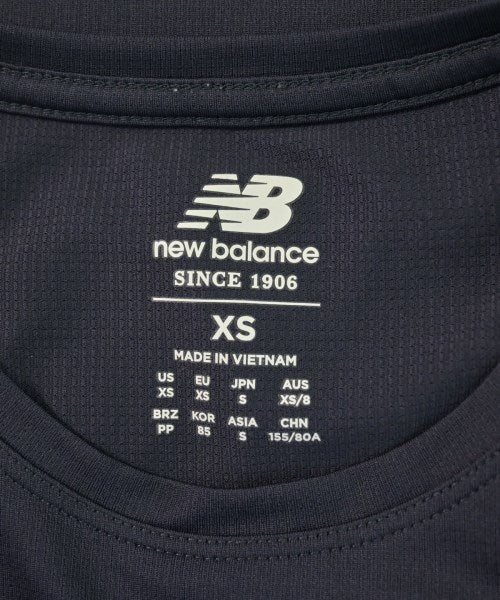 NB
new balance
SINCE 1906
XS
MADE IN VIETNAM
US EU JPN AUS
XS XS S XS/8
BRZ KOR ASIA CHN
PP 85 S 155/80A